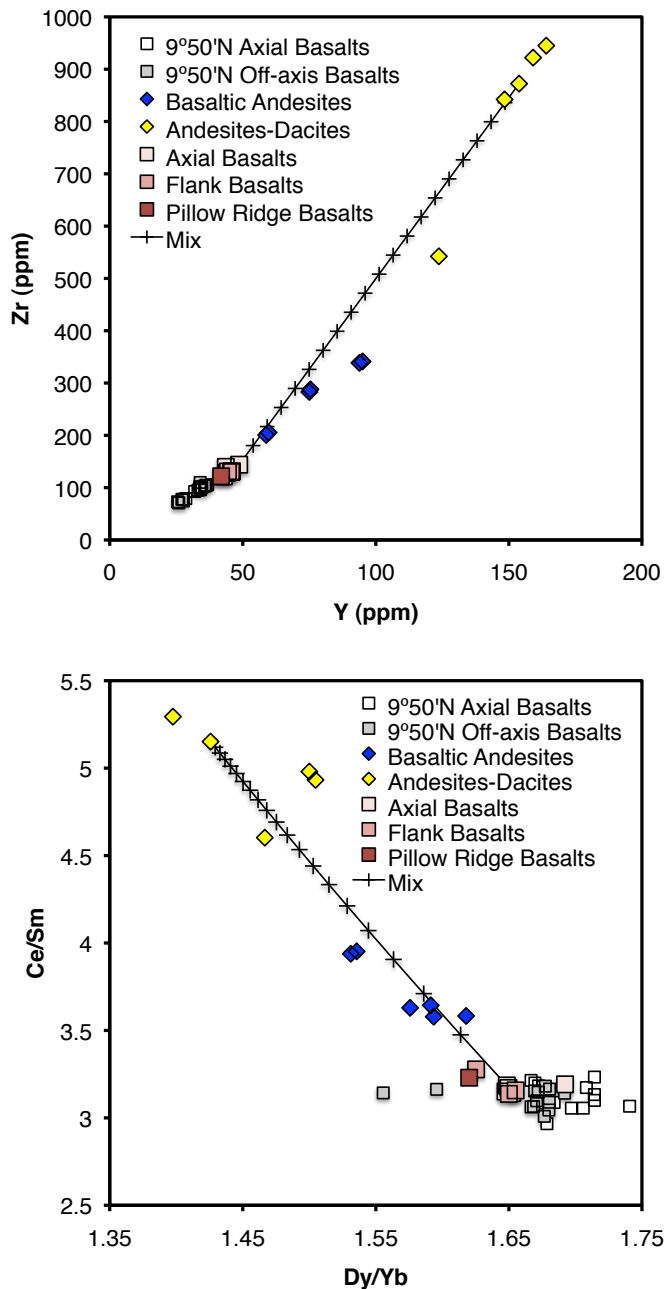 1000
900
800
700
600
500
400
300
200
100
0
Zr (ppm)
9º50'N Axial Basalts
9º50'N Off-axis Basalts
Basaltic Andesites
Andesites-Dacites
Axial Basalts
Flank Basalts
Pillow Ridge Basalts
Mix
0 50 100 150 200
Y (ppm)
5.5
5
4.5
4
3.5
3
2.5
Ce/Sm
9º50'N Axial Basalts
9º50'N Off-axis Basalts
Basaltic Andesites
Andesites-Dacites
Axial Basalts
Flank Basalts
Pillow Ridge Basalts
Mix
1.35 1.45 1.55 1.65 1.75
Dy/Yb